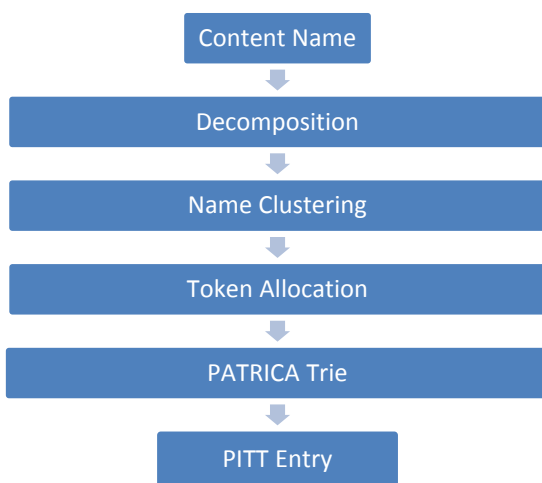 Content Name
Decomposition
Name Clustering
Token Allocation
PATRICA Trie
PITT Entry